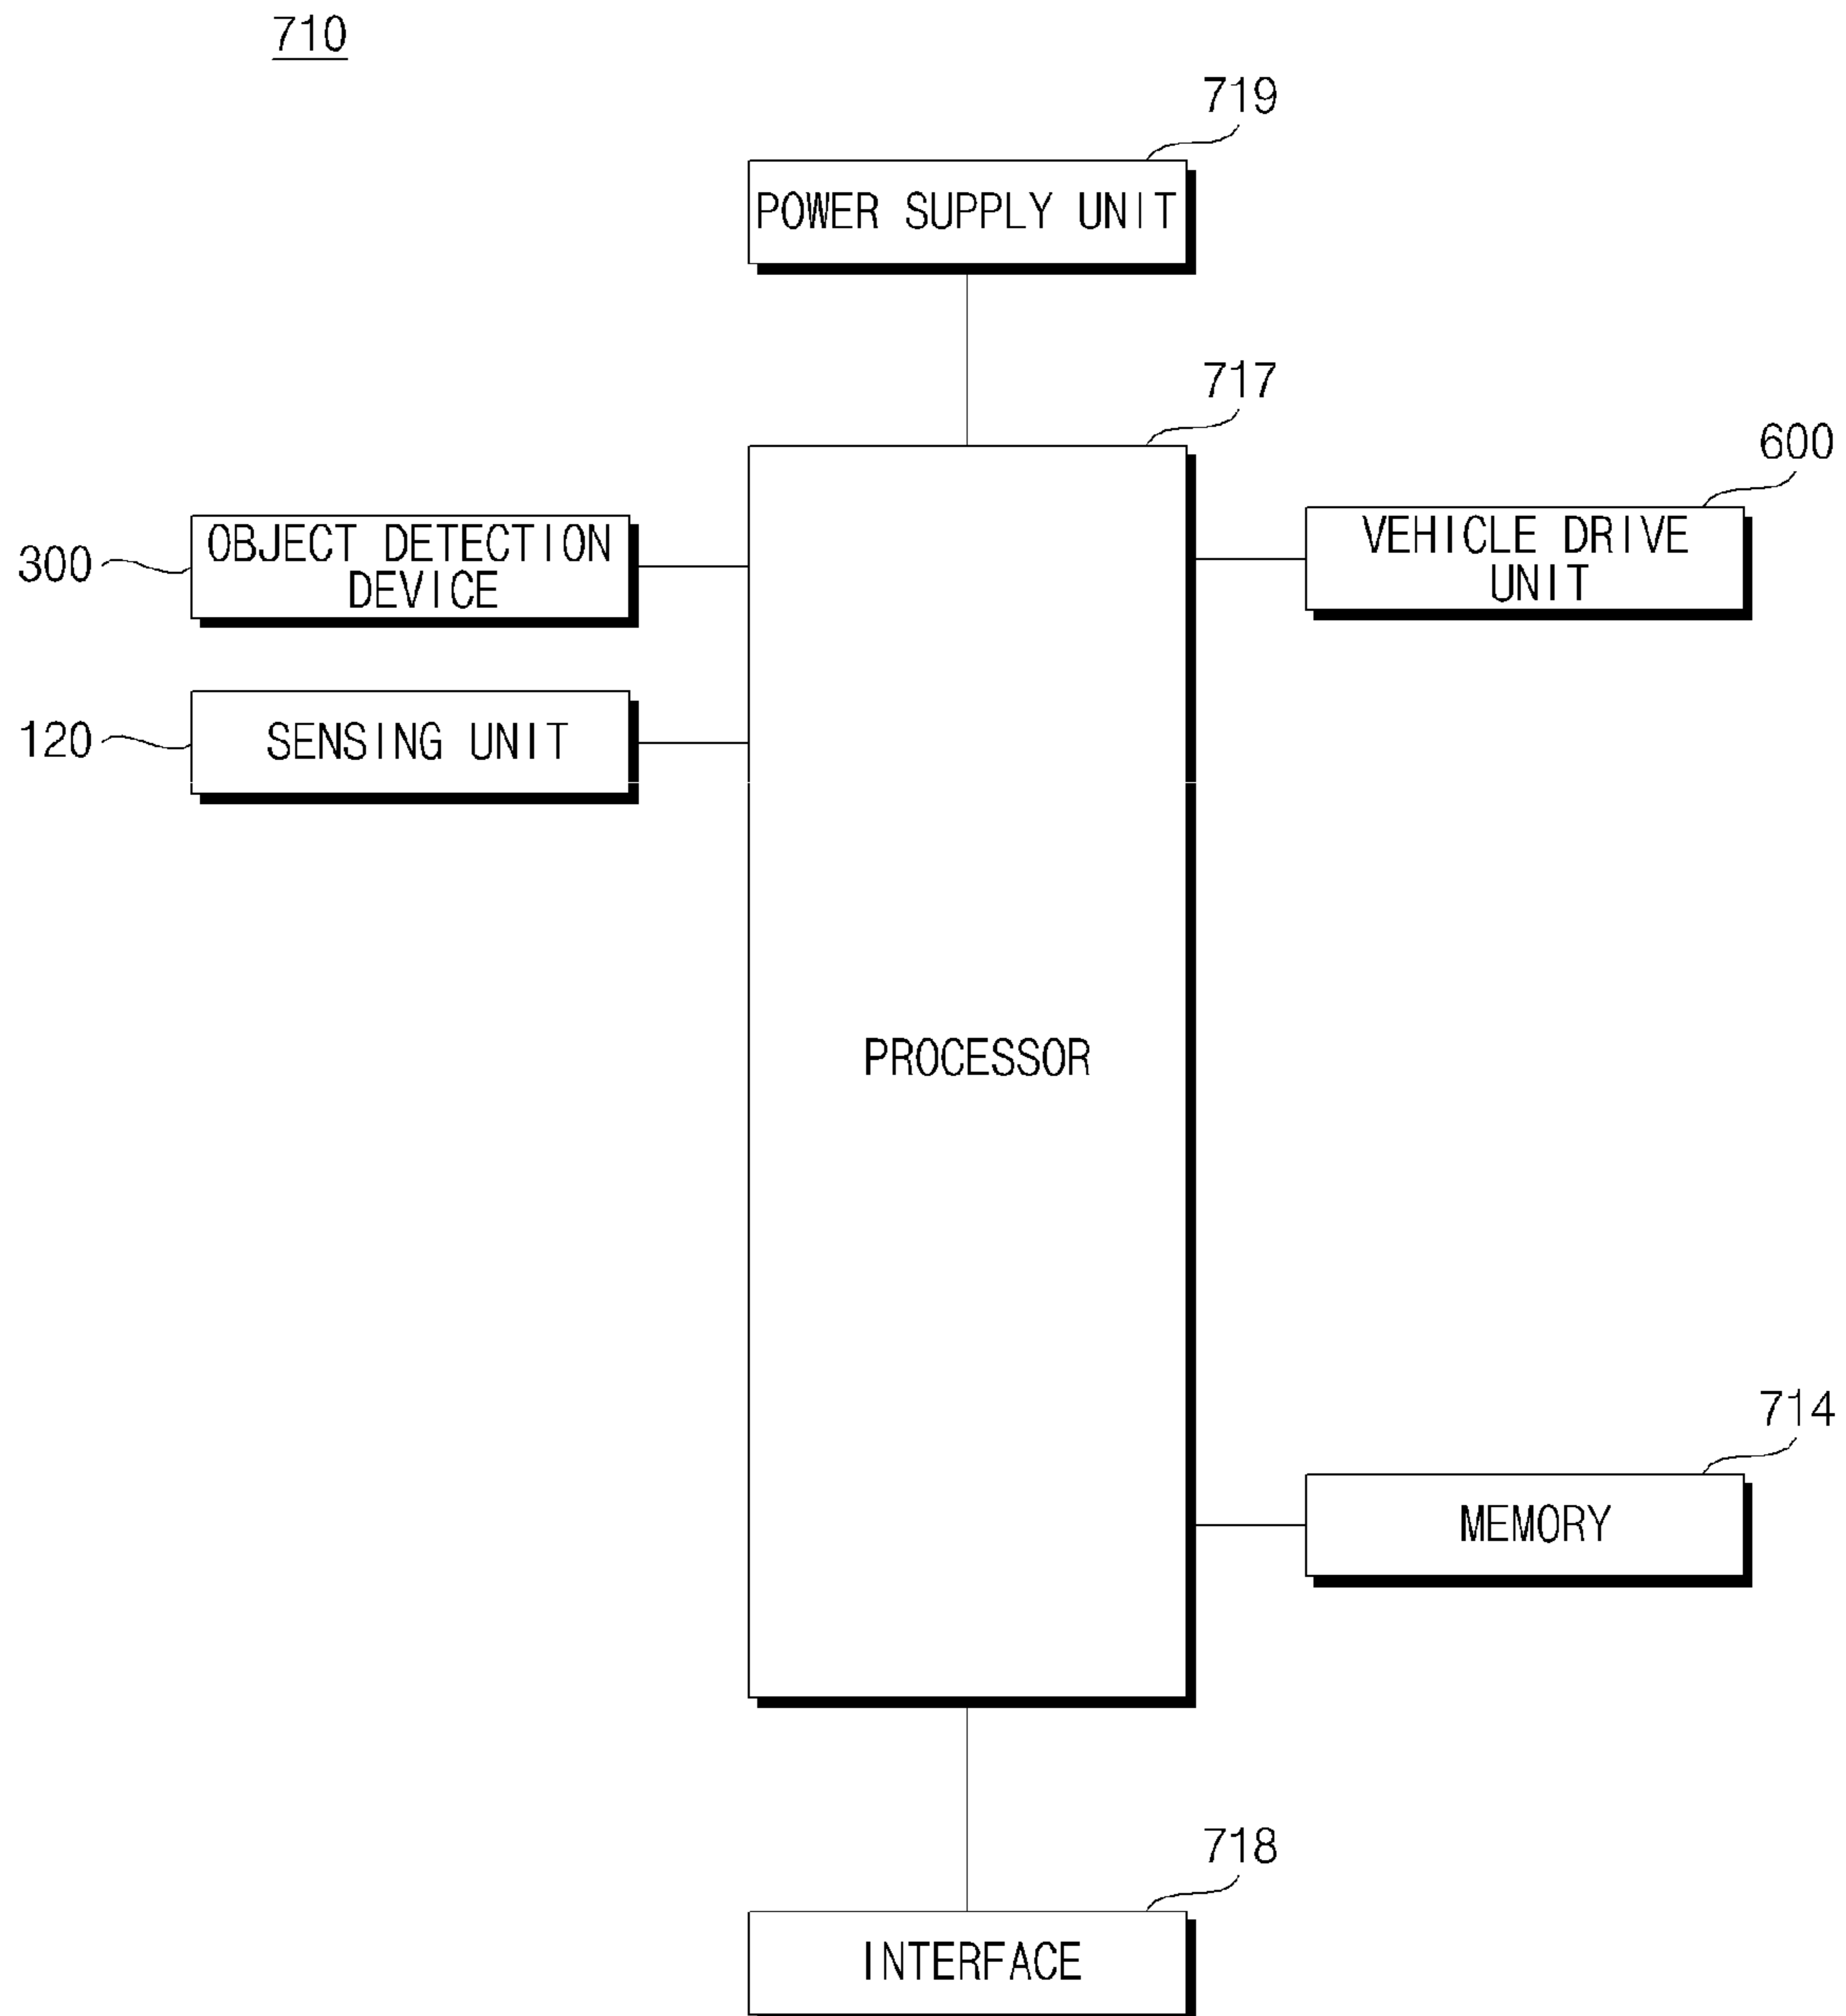 710
719
POWER SUPPLY UNIT
717
600
300
OBJECT DETECTION
DEVICE
VEHICLE DRIVE
UNIT
120
SENSING UNIT
PROCESSOR
714
MEMORY
718
INTERFACE